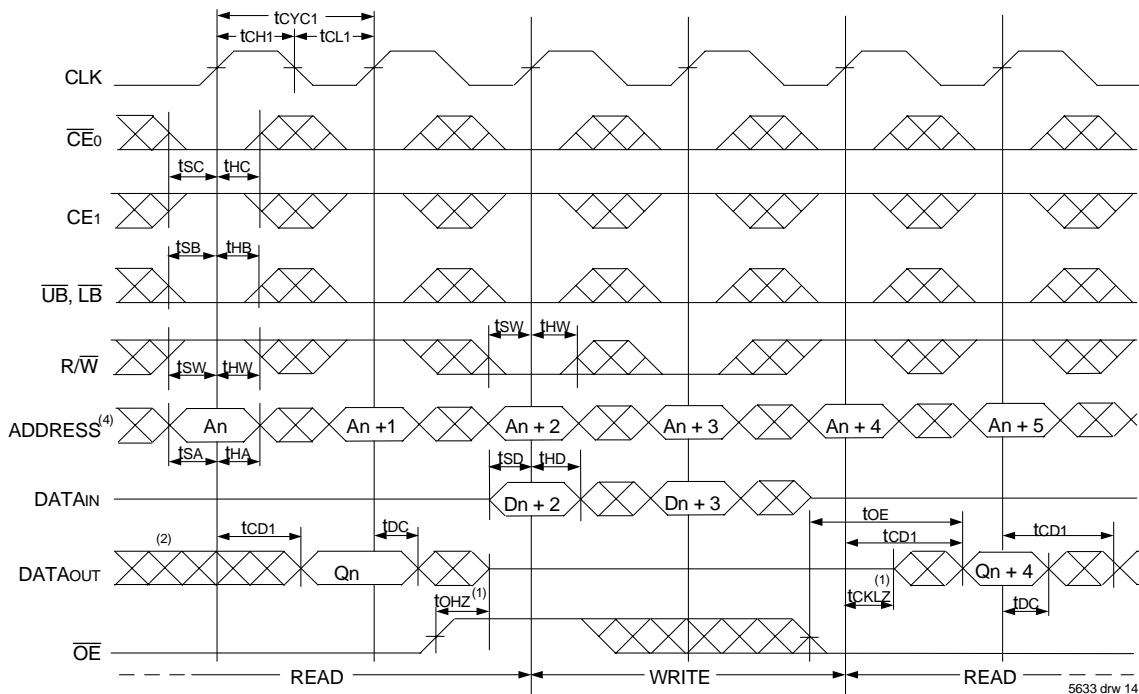 tCYC1
tCH1 tCL1
CLK
CE0
tSC tHC
CE1
tSB tHB
UB, LB
tSW tHW
R/W
tSW tHW
ADDRESS(4) An An +1 An + 2 An + 3 An + 4 An + 5
tSA tHA tSD tHD
DATAIN Dn + 2 Dn + 3
tOE
(2) tCD1 tDC tCD1 tCD1
DATAOUT Qn Qn + 4
tOHZ(1) tCKLZ(1) tDC
OE
READ WRITE READ
5633 drw 14